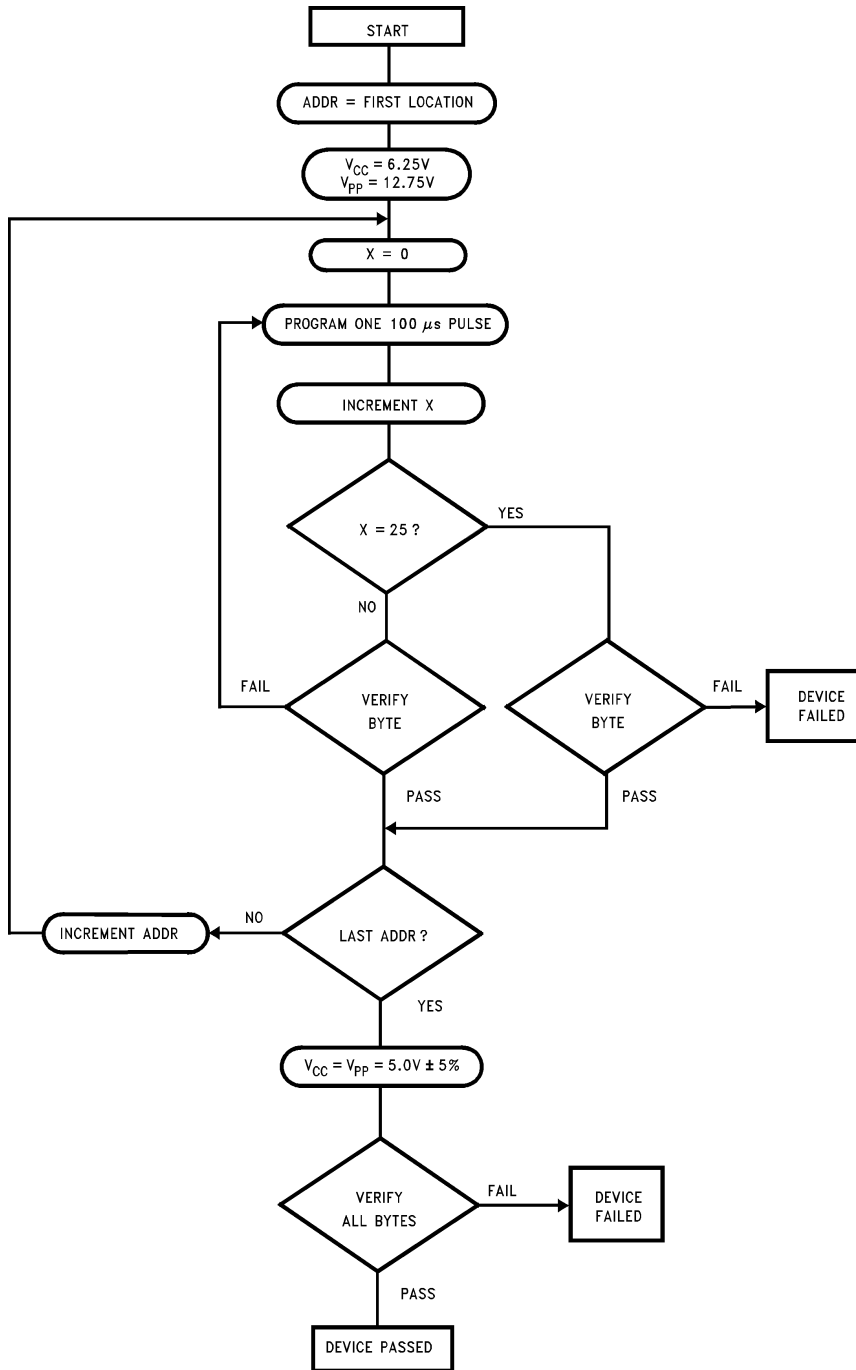 START
ADDR = FIRST LOCATION
VCC = 6.25V
VPP = 12.75V
X = 0
PROGRAM ONE 100 μs PULSE
INCREMENT X
X = 25?
YES
NO
FAIL
VERIFY
BYTE
VERIFY
BYTE
FAIL
DEVICE
FAILED
PASS
PASS
INCREMENT ADDR
NO
LAST ADDR?
YES
VCC = VPP = 5.0V ± 5%
VERIFY
ALL BYTES
FAIL
DEVICE
FAILED
PASS
DEVICE PASSED